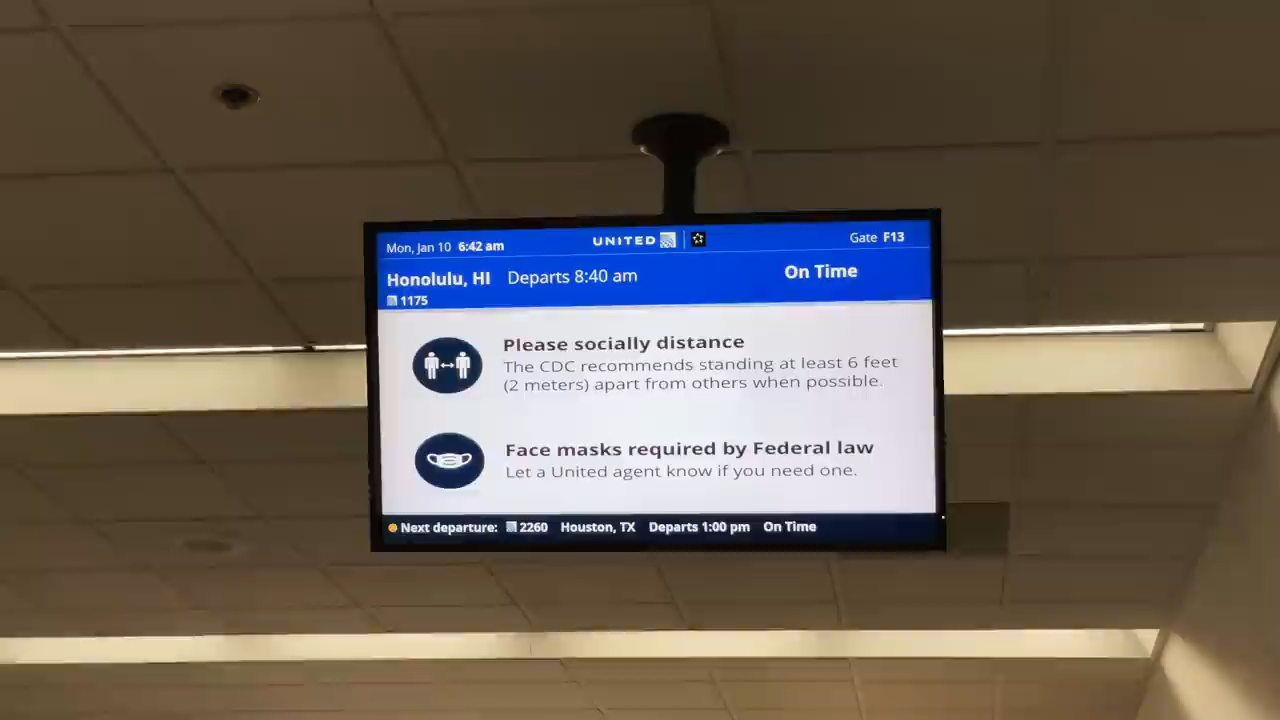 Mon, Jan 10 6:42 am UNITED Gate F13
Honolulu, HI Departs 8:40 am On Time
1175
Please socially distance
The CDC recommends standing at least 6 feet
(2 meters) apart from others when possible.
Face masks required by Federal law
Let a United agent know if you need one.
Next departure: 2260 Houston, TX Departs 1:00 pm On Time